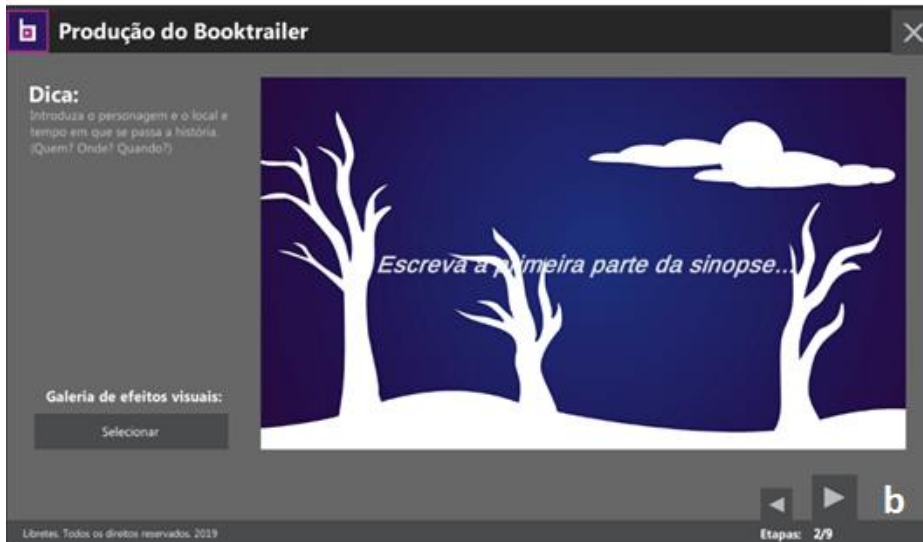 Produção do Booktrailer
Dica:
Introduza o personagem e o local e
tempo em que se passa a história.
(Quem? Onde? Quando?)
Escreva a primeira parte da sinopse...
Galeria de efeitos visuais:
Selecionar
b
Libretes. Todos os direitos reservados. 2019
Etapas: 2/9